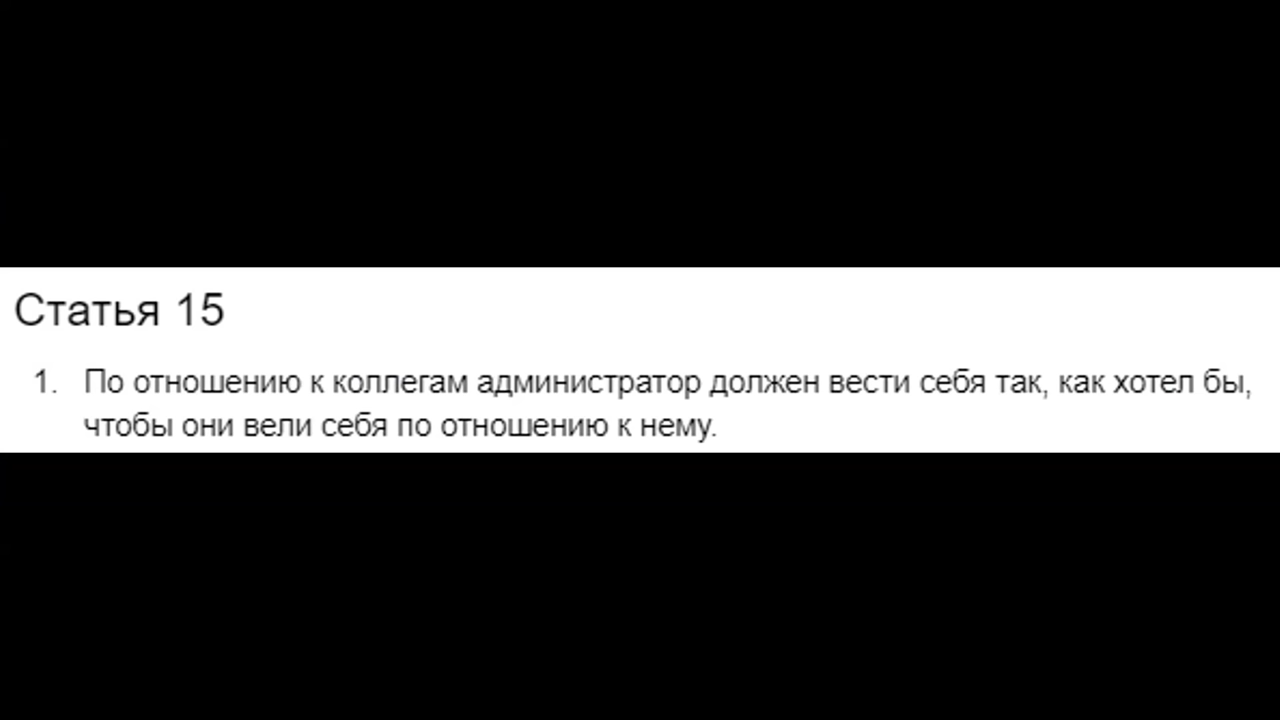 Статья 15
1. По отношению к коллегам администратор должен вести себя так, как хотел бы,
чтобы они вели себя по отношению к нему.